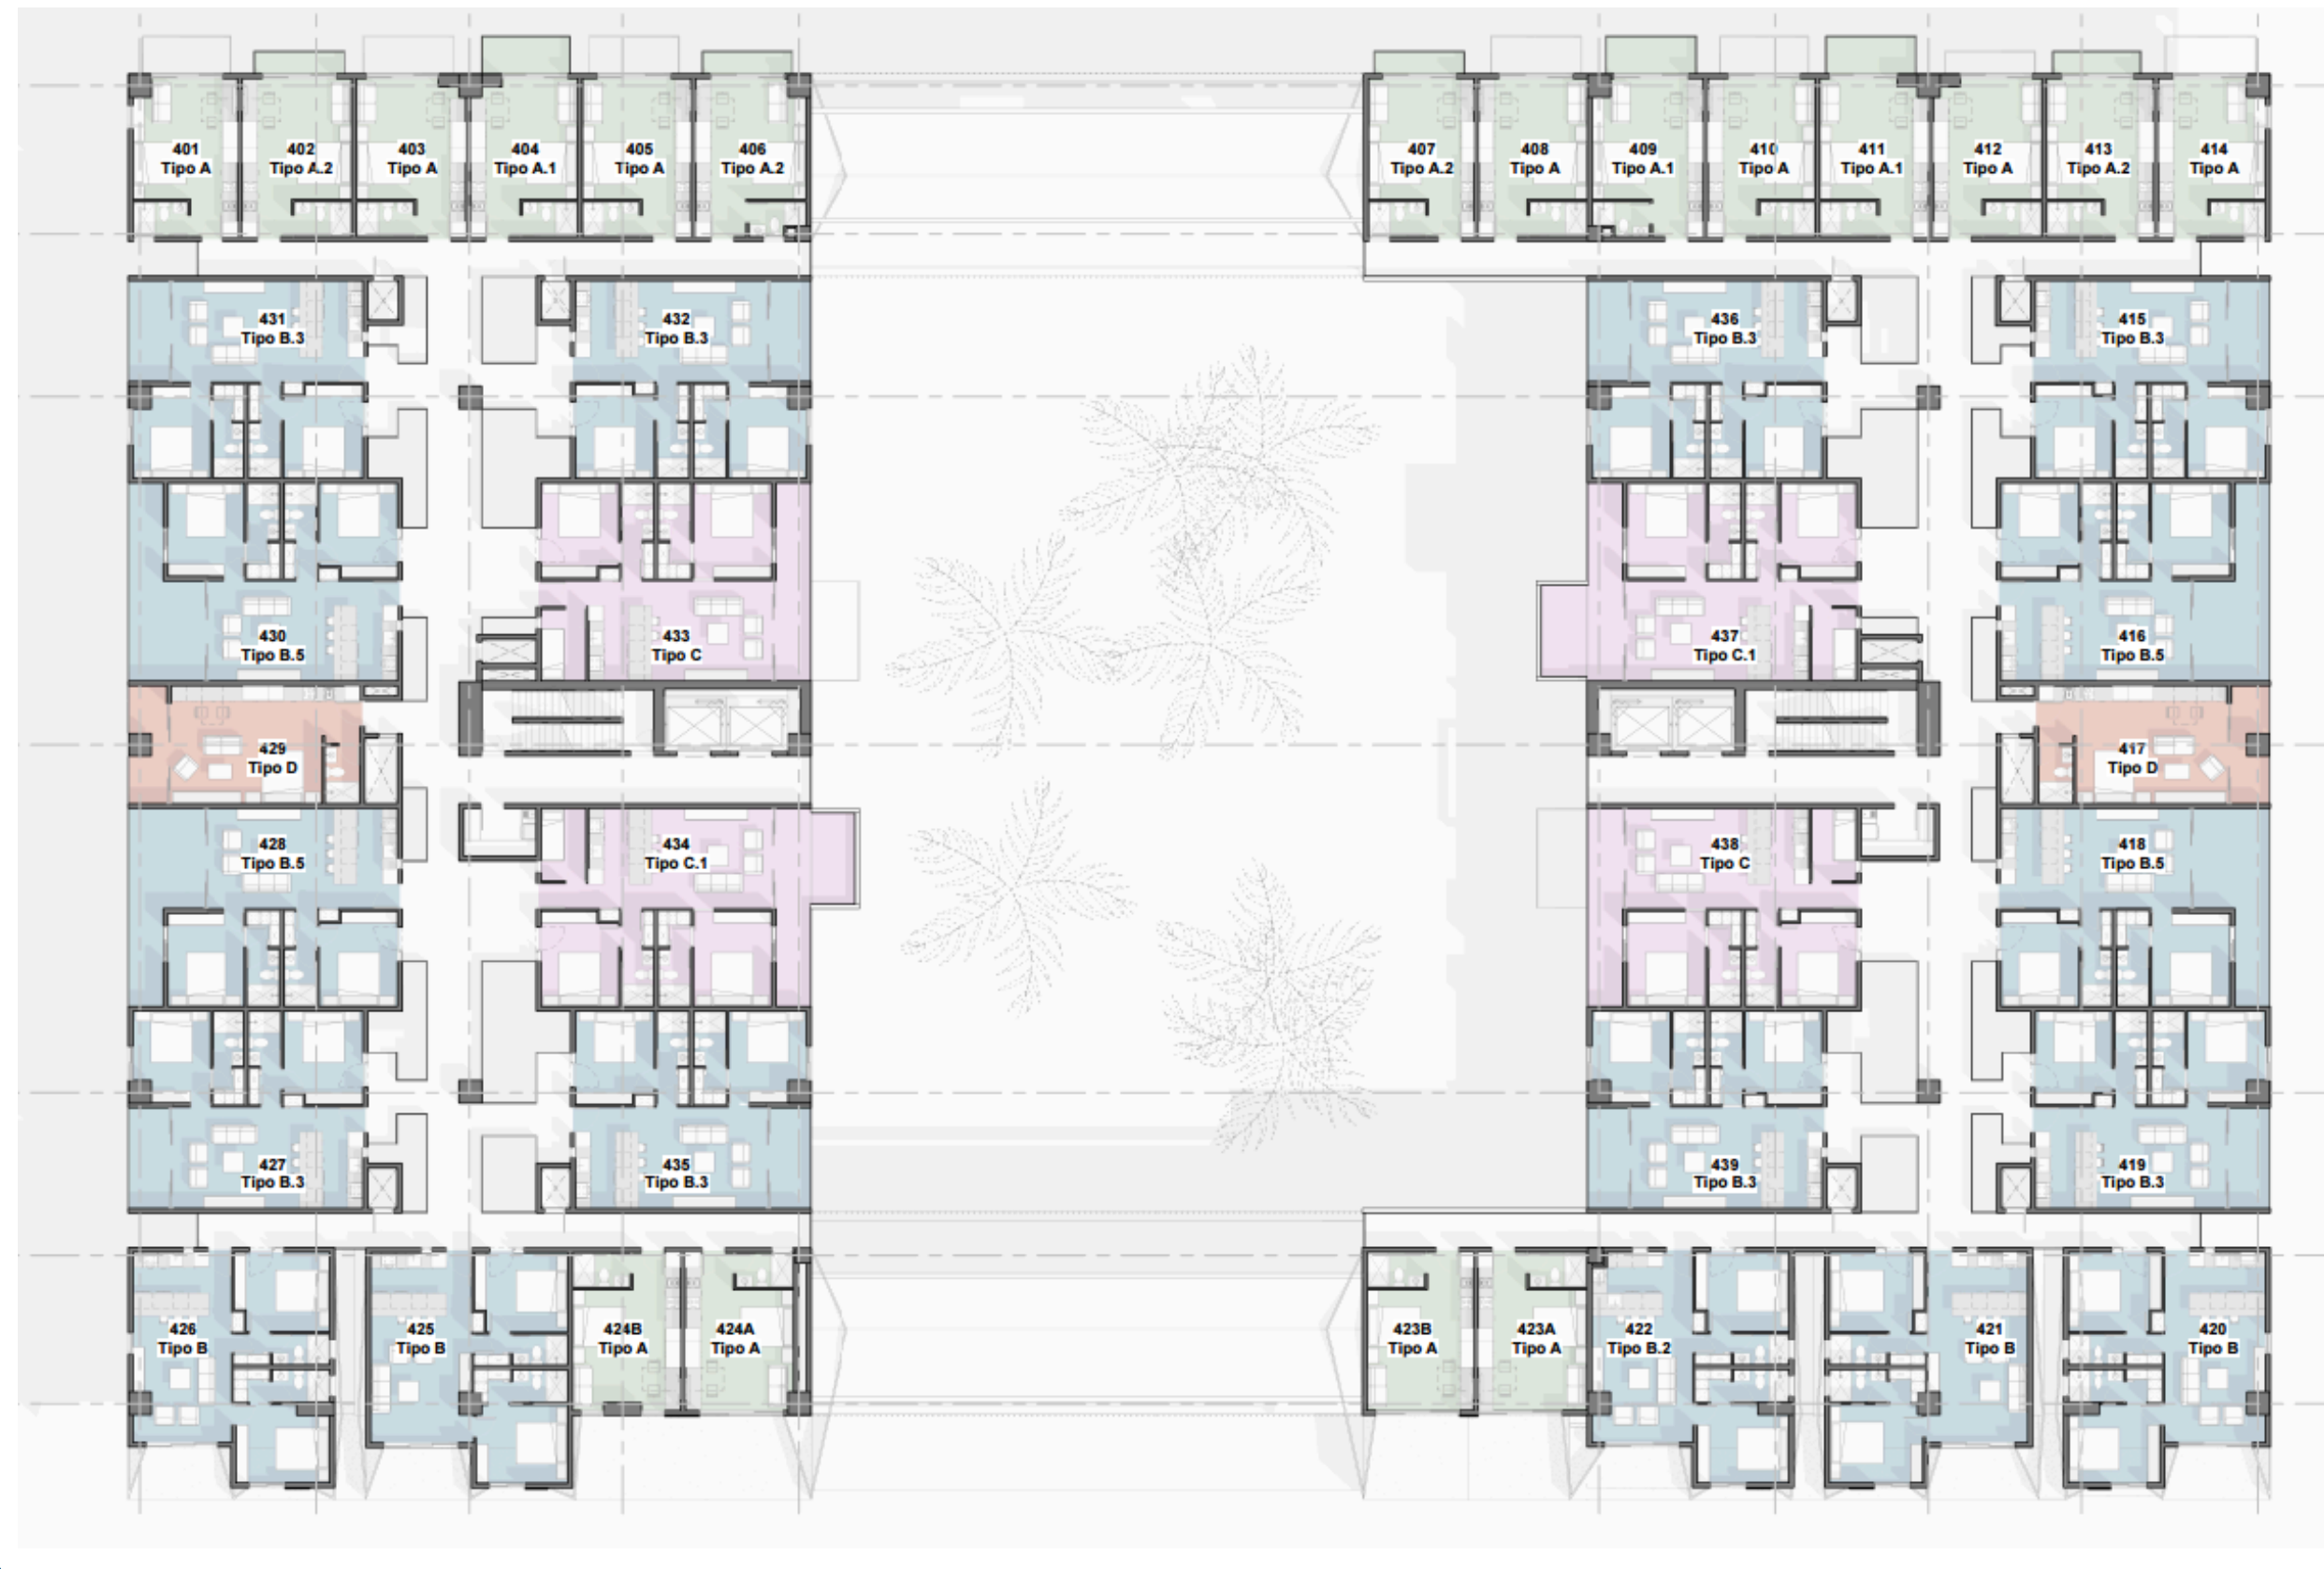 401
Tipo A
402
Tipo A.2
403
Tipo A
404
Tipo A.1
405
Tipo A
406
Tipo A.2
407
Tipo A.2
408
Tipo A
409
Tipo A.1
410
Tipo A
411
Tipo A.1
412
Tipo A
413
Tipo A.2
414
Tipo A
431
Tipo B.3
432
Tipo B.3
436
Tipo B.3
415
Tipo B.3
430
Tipo B.5
433
Tipo C
437
Tipo C.1
416
Tipo B.5
429
Tipo D
417
Tipo D
428
Tipo B.5
434
Tipo C.1
438
Tipo C
418
Tipo B.5
427
Tipo B.3
435
Tipo B.3
439
Tipo B.3
419
Tipo B.3
426
Tipo B
425
Tipo B
424B
Tipo A
424A
Tipo A
423B
Tipo A
423A
Tipo A
422
Tipo B.2
421
Tipo B
420
Tipo B